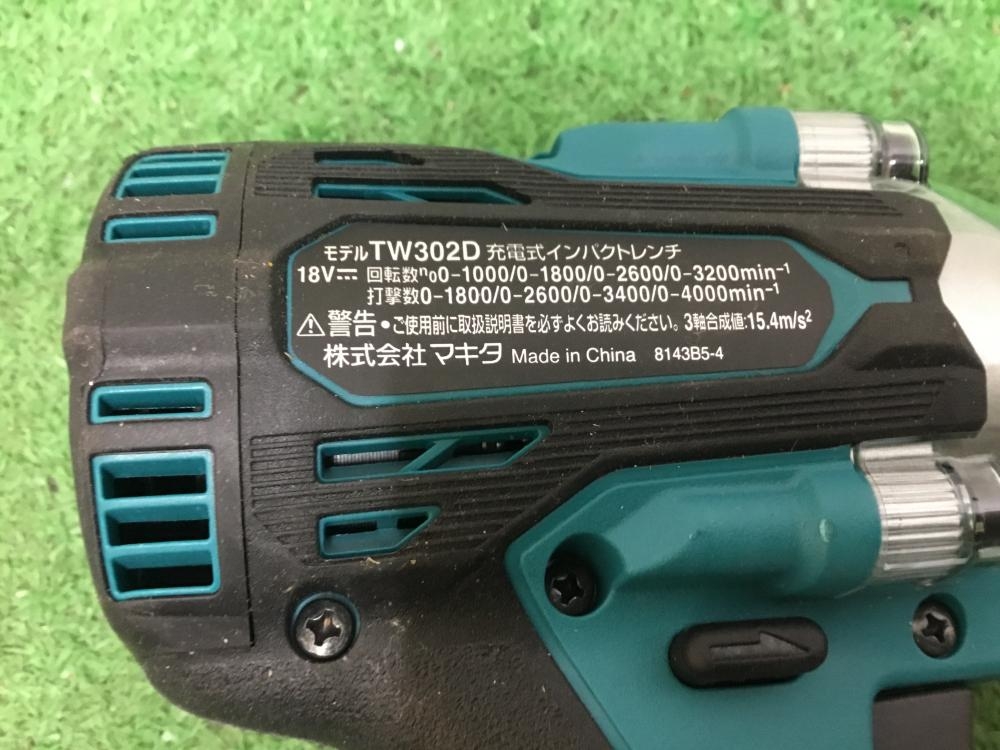 モデルTW302D 充電式インパクトレンチ
18V⎓ 回転数n₀0-1000/0-1800/0-2600/0-3200min⁻¹
打撃数0-1800/0-2600/0-3400/0-4000min⁻¹
⚠警告•ご使用前に取扱説明書を必ずよくお読みください。3軸合成値:15.4m/s²
株式会社マキタ Made in China 8143B5-4